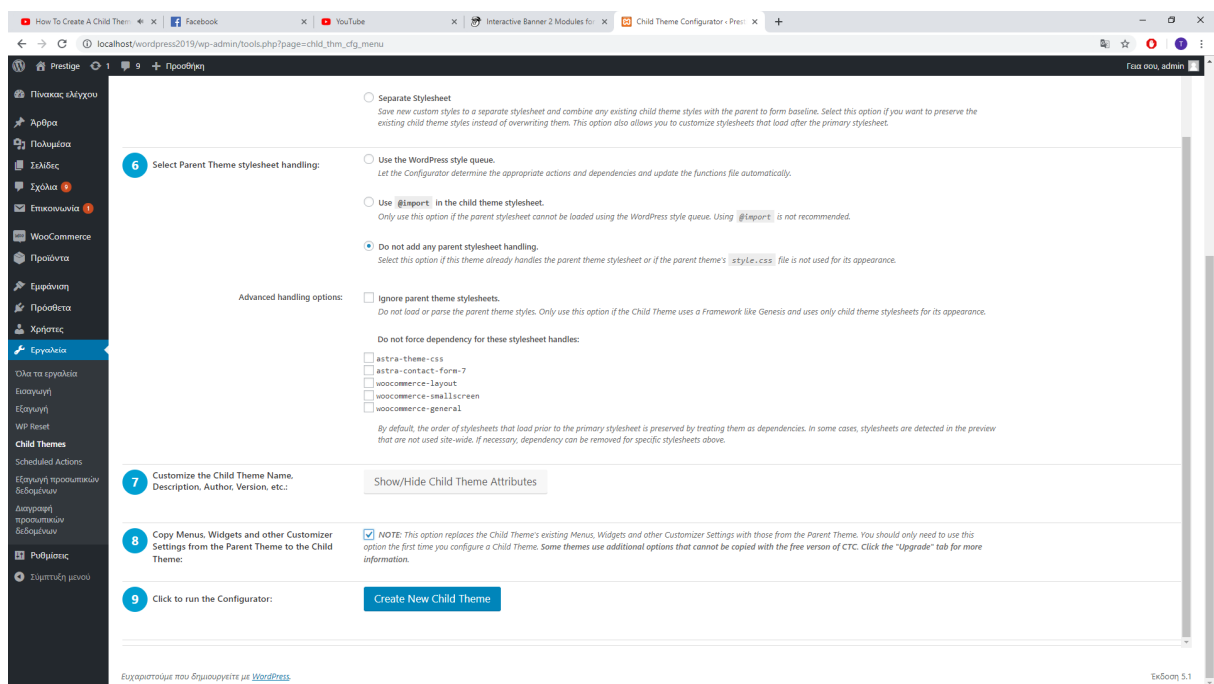 How To Create A Child Them
Facebook
YouTube
Interactive Banner 2 Modules for
Child Theme Configurator ‹ Prest
localhost/wordpress2019/wp-admin/tools.php?page=chld_thm_cfg_menu
T
Prestige
1
9
Προσθήκη
Γεια σου, admin
Πίνακας ελέγχου
Άρθρα
Πολυμέσα
Σελίδες
Σχόλια 9
Επικοινωνία 1
WooCommerce
Προϊόντα
Εμφάνιση
Πρόσθετα
Χρήστες
Εργαλεία
Όλα τα εργαλεία
Εισαγωγή
Εξαγωγή
WP Reset
Child Themes
Scheduled Actions
Εξαγωγή προσωπικών
δεδομένων
Διαγραφή
προσωπικών
δεδομένων
Ρυθμίσεις
Σύμπτυξη μενού
Separate Stylesheet
Save new custom styles to a separate stylesheet and combine any existing child theme styles with the parent to form baseline. Select this option if you want to preserve the
existing child theme styles instead of overwriting them. This option also allows you to customize stylesheets that load after the primary stylesheet.
6
Select Parent Theme stylesheet handling:
Use the WordPress style queue.
Let the Configurator determine the appropriate actions and dependencies and update the functions file automatically.
Use @import in the child theme stylesheet.
Only use this option if the parent stylesheet cannot be loaded using the WordPress style queue. Using @import is not recommended.
Do not add any parent stylesheet handling.
Select this option if this theme already handles the parent theme stylesheet or if the parent theme's style.css file is not used for its appearance.
Advanced handling options:
Ignore parent theme stylesheets.
Do not load or parse the parent theme styles. Only use this option if the Child Theme uses a Framework like Genesis and uses only child theme stylesheets for its appearance.
Do not force dependency for these stylesheet handles:
astra-theme-css
astra-contact-form-7
woocommerce-layout
woocommerce-smallscreen
woocommerce-general
By default, the order of stylesheets that load prior to the primary stylesheet is preserved by treating them as dependencies. In some cases, stylesheets are detected in the preview
that are not used site-wide. If necessary, dependency can be removed for specific stylesheets above.
7
Customize the Child Theme Name,
Description, Author, Version, etc.:
Show/Hide Child Theme Attributes
8
Copy Menus, Widgets and other Customizer
Settings from the Parent Theme to the Child
Theme:
NOTE: This option replaces the Child Theme's existing Menus, Widgets and other Customizer Settings with those from the Parent Theme. You should only need to use this
option the first time you configure a Child Theme. Some themes use additional options that cannot be copied with the free verson of CTC. Click the "Upgrade" tab for more
information.
9
Click to run the Configurator:
Create New Child Theme
Ευχαριστούμε που δημιουργείτε με WordPress.
Έκδοση 5.1